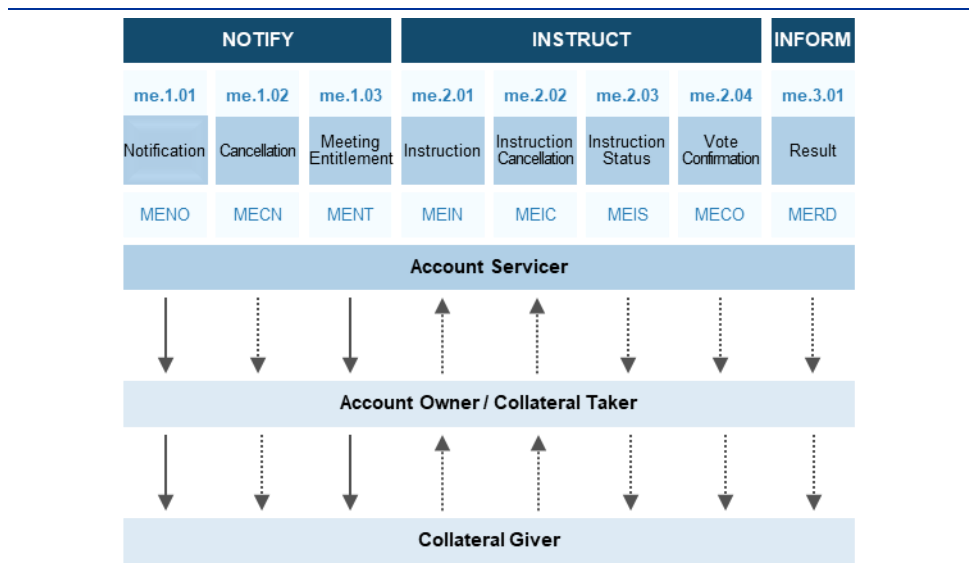 NOTIFY INSTRUCT INFORM
me.1.01 me.1.02 me.1.03 me.2.01 me.2.02 me.2.03 me.2.04 me.3.01
Notification Cancellation Meeting Entitlement Instruction Instruction Cancellation Instruction Status Vote Confirmation Result
MENO MECN MENT MEIN MEIC MEIS MECO MERD
Account Servicer
Account Owner / Collateral Taker
Collateral Giver